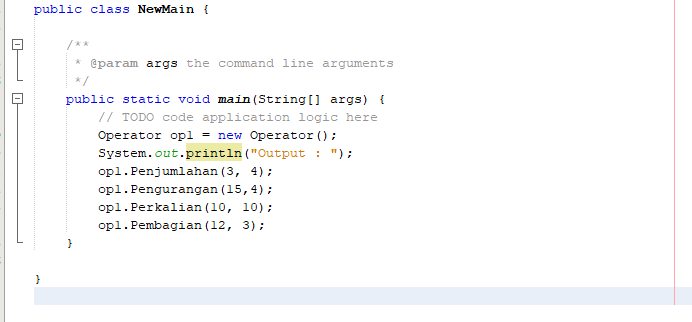 public class NewMain {
/**
* @param args the command line arguments
*/
public static void main(String[] args) {
// TODO code application logic here
Operator op1 = new Operator();
System.out.println("Output : ");
op1.Penjumlahan(3, 4);
op1.Pengurangan(15,4);
op1.Perkalian(10, 10);
op1.Pembagian(12, 3);
}
}